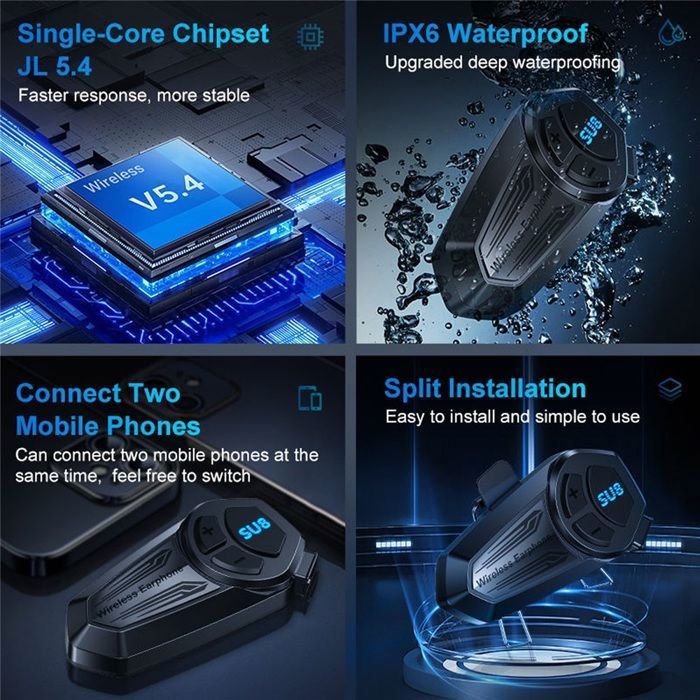 Single-Core Chipset
JL 5.4
Faster response, more stable
Wireless
V5.4
IPX6 Waterproof
Upgraded deep waterproofing
SU8
Wireless Earphone
Connect Two
Mobile Phones
Can connect two mobile phones at the
same time, feel free to switch
SU8
Wireless Earphone
Split Installation
Easy to install and simple to use
SU8
Wireless Earphone